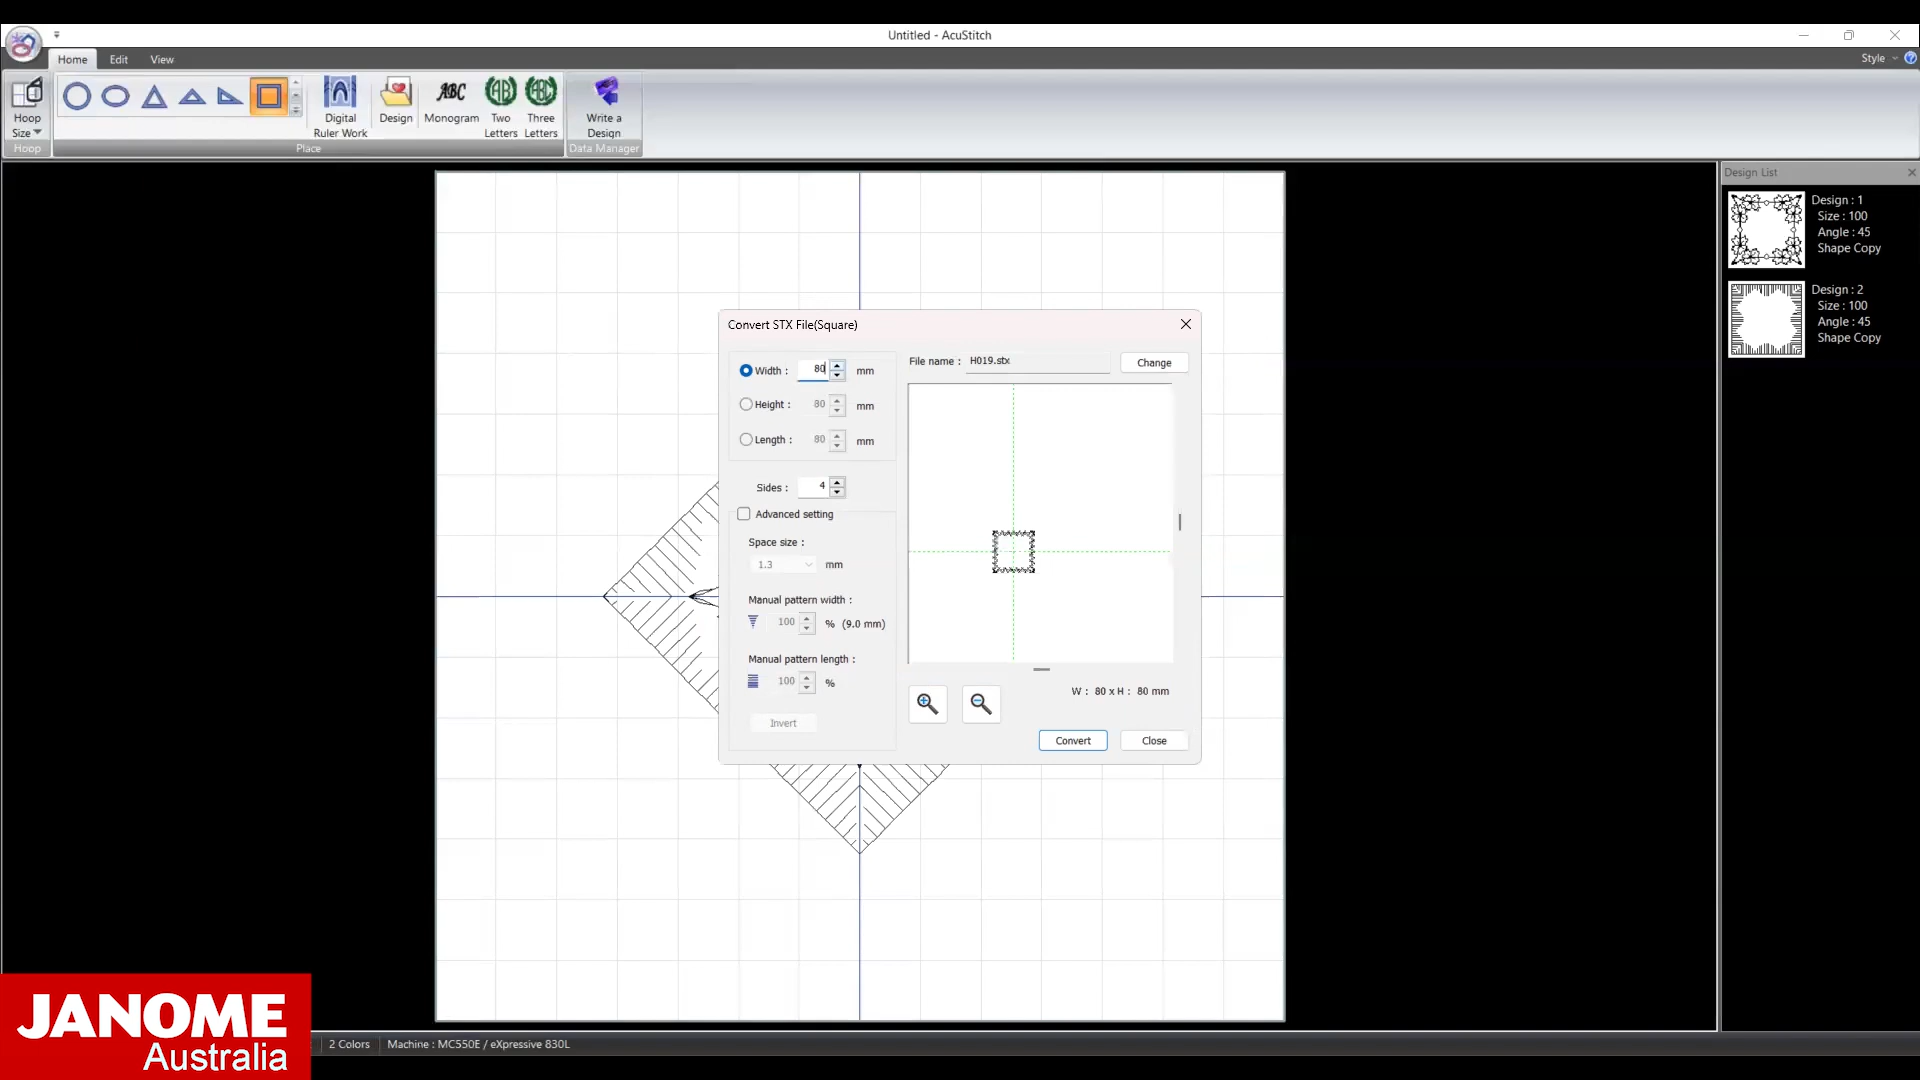 Untitled - AcuStitch
Home Edit View
Style
Hoop
Size
Hoop
Digital
Ruler Work
Design
ABC
Monogram
AB
Two
Letters
ABC
Three
Letters
Place
Write a
Design
Data Manager
Design List
Design : 1
Size : 100
Angle : 45
Shape Copy
Design : 2
Size : 100
Angle : 45
Shape Copy
Convert STX File(Square)
Width : 80 mm
Height : 80 mm
Length : 80 mm
Sides : 4
Advanced setting
Space size :
1.3 mm
Manual pattern width :
100 % (9.0 mm)
Manual pattern length :
100 %
Invert
File name : H019.stx
Change
W : 80 x H : 80 mm
Convert Close
JANOME
Australia
2 Colors Machine : MC550E / eXpressive 830L